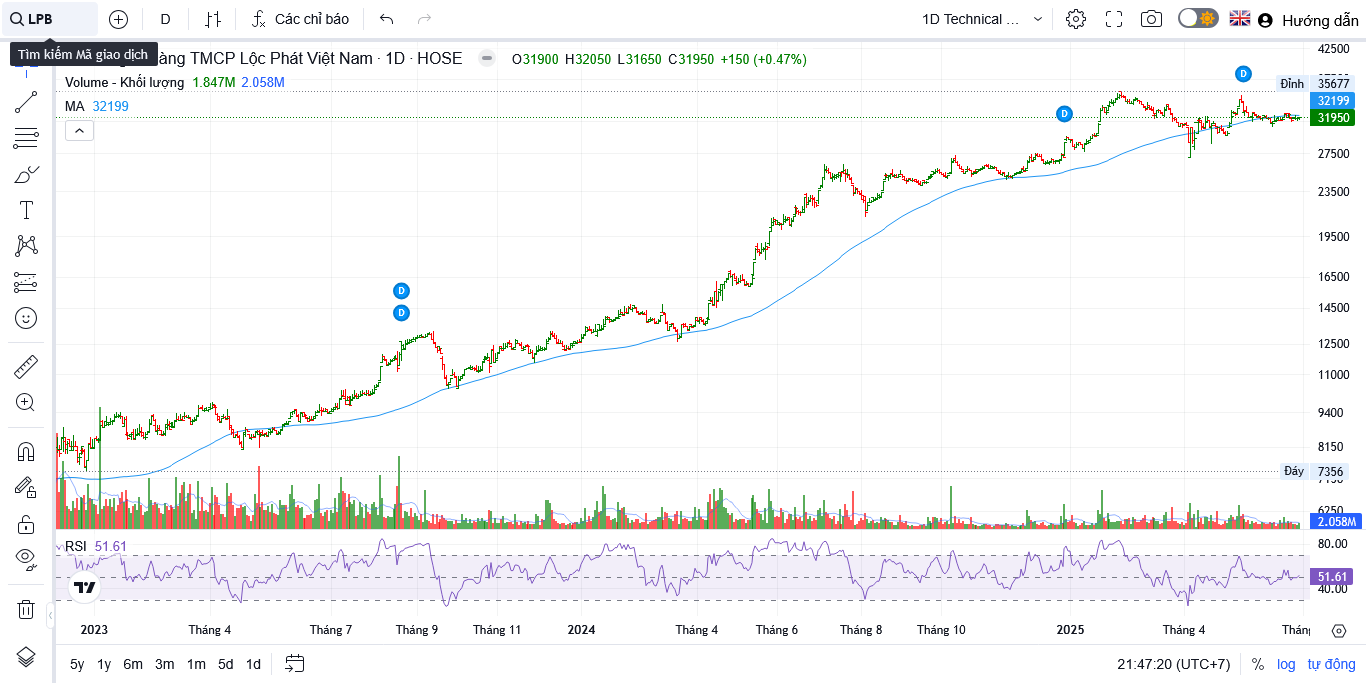 LPB
D
Các chỉ báo
1D Technical ...
Hướng dẫn
Tìm kiếm Mã giao dịch
àng TMCP Lộc Phát Việt Nam · 1D · HOSE
O31900 H32050 L31650 C31950 +150 (+0.47%)
Volume - Khối lượng 1.847M 2.058M
MA 32199
D
D
D
D
42500
Đỉnh 35677
32199
31950
27500
23500
19500
16500
14500
12500
11000
9400
8150
Đáy 7356
6250
2.058M
RSI 51.61
80.00
51.61
40.00
2023 Tháng 4 Tháng 7 Tháng 9 Tháng 11 2024 Tháng 4 Tháng 6 Tháng 8 Tháng 10 2025 Tháng 4
5y 1y 6m 3m 1m 5d 1d
21:47:20 (UTC+7) % log tự động